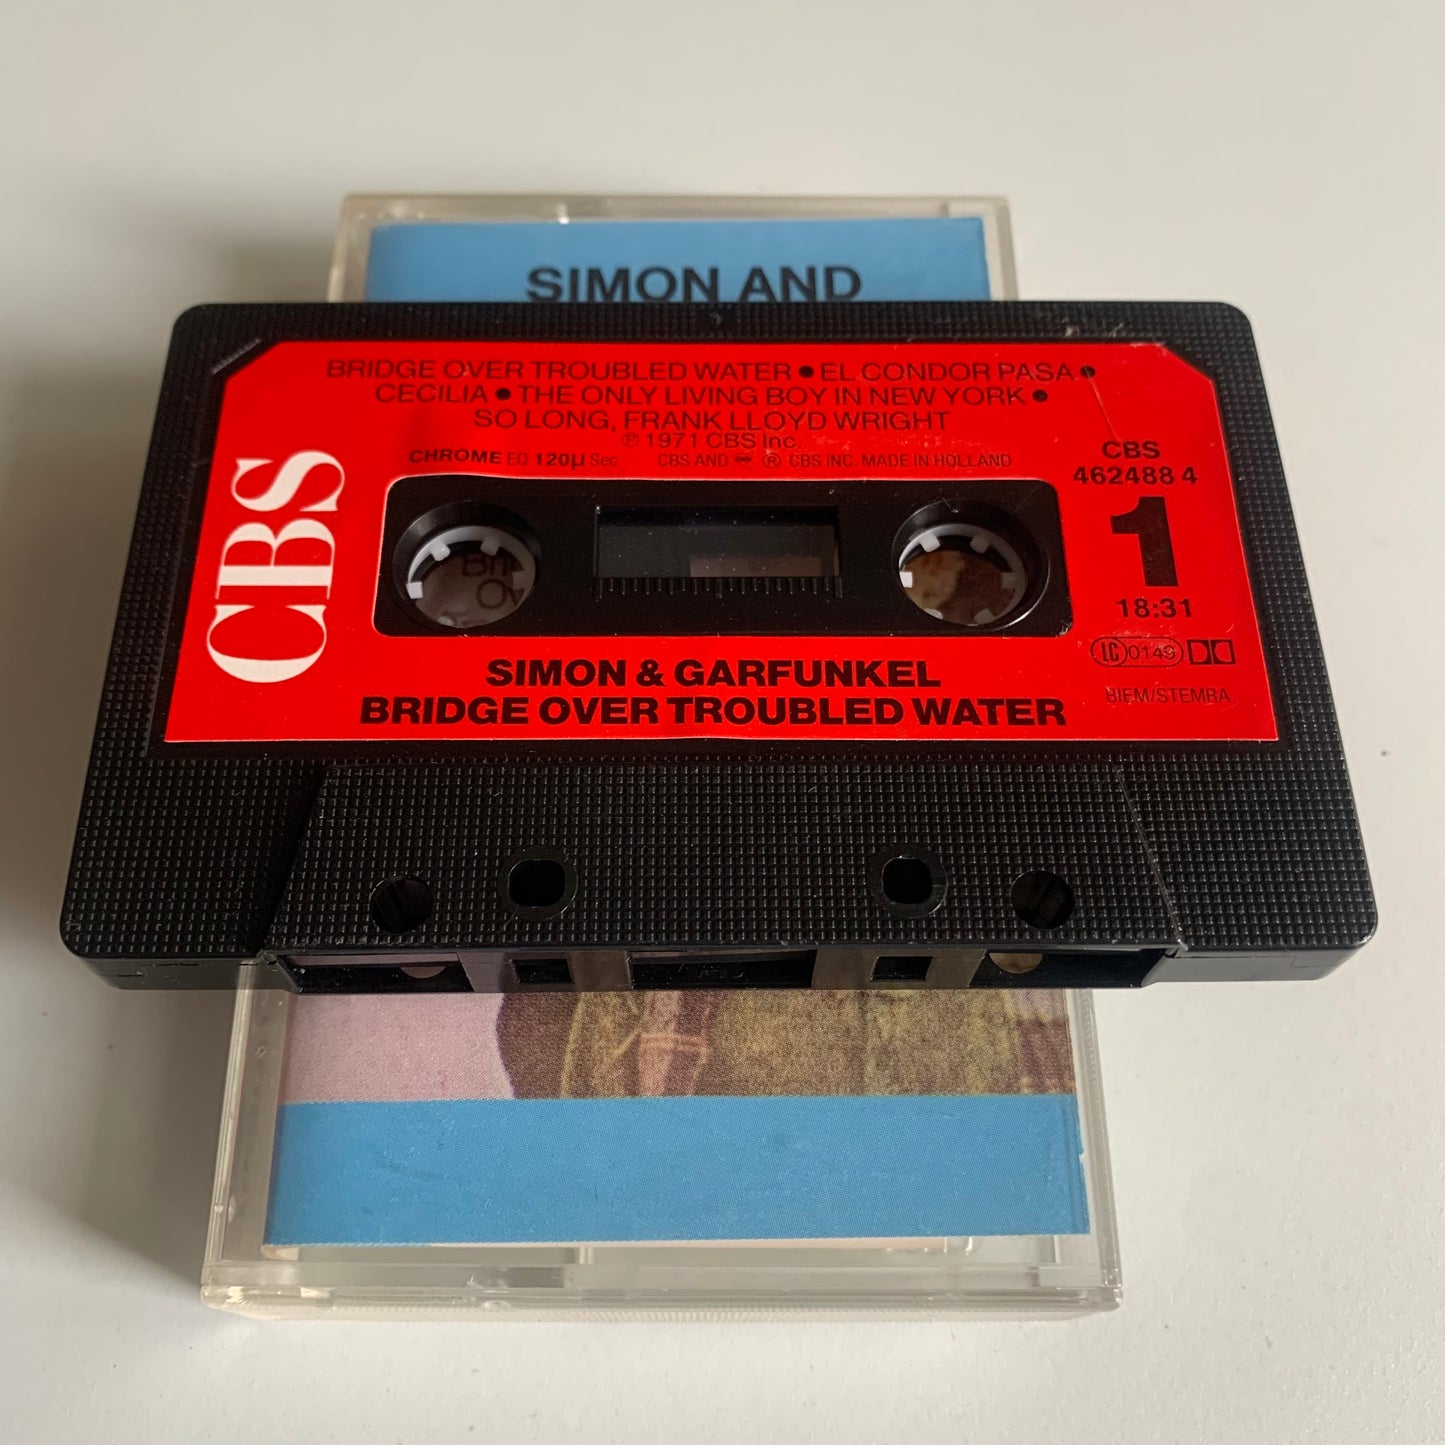 SIMON AND
BRIDGE OVER TROUBLED WATER • EL CONDOR PASA •
CECILIA • THE ONLY LIVING BOY IN NEW YORK •
SO LONG, FRANK LLOYD WRIGHT
℗ 1971 CBS Inc.
CHROME EQ 120µ Sec CBS AND ® CBS INC. MADE IN HOLLAND
CBS
CBS
462488 4
1
18:31
LC 0149
BIEM/STEMRA
SIMON & GARFUNKEL
BRIDGE OVER TROUBLED WATER